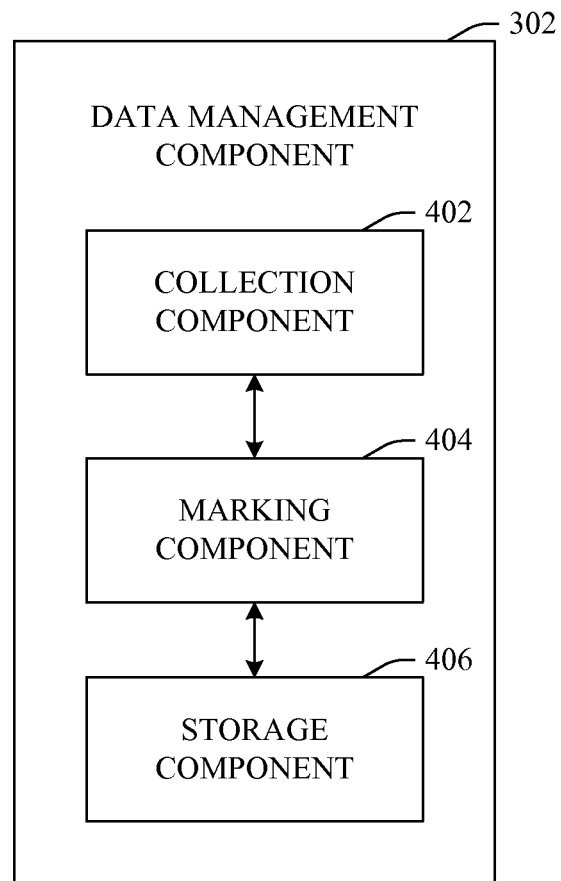 302
DATA MANAGEMENT
COMPONENT
402
COLLECTION
COMPONENT
404
MARKING
COMPONENT
406
STORAGE
COMPONENT